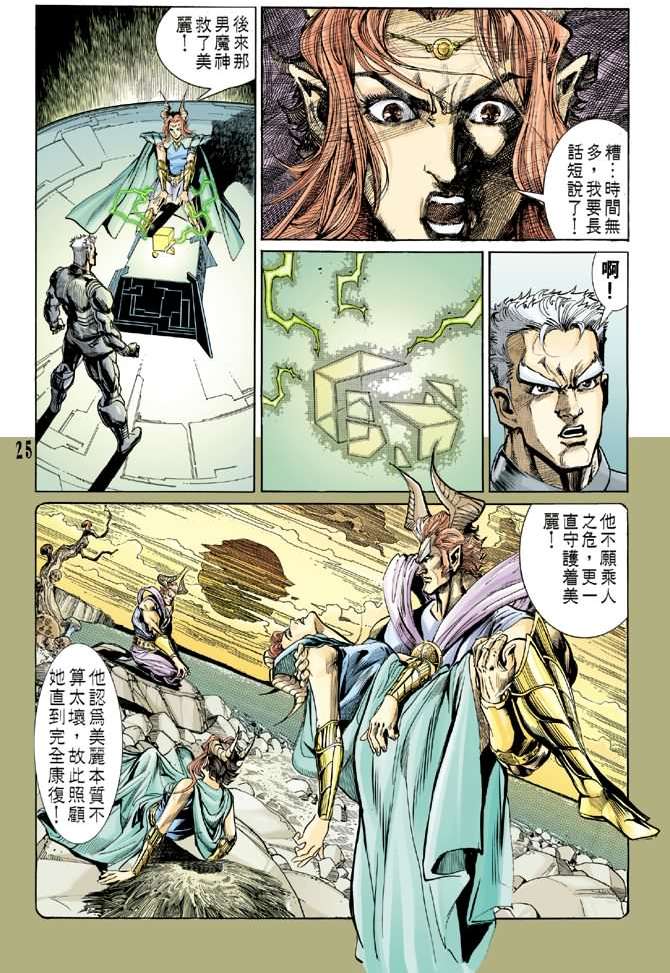 糟…時間無
多，我要長
話短說了！
後來那
男魔神
救了美
麗！
啊！
25
他不願乘人
之危，更一
直守護着美
麗！
他認爲美麗本質不
算太壞，故此照顧
她直到完全康復！